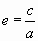 e = c/a